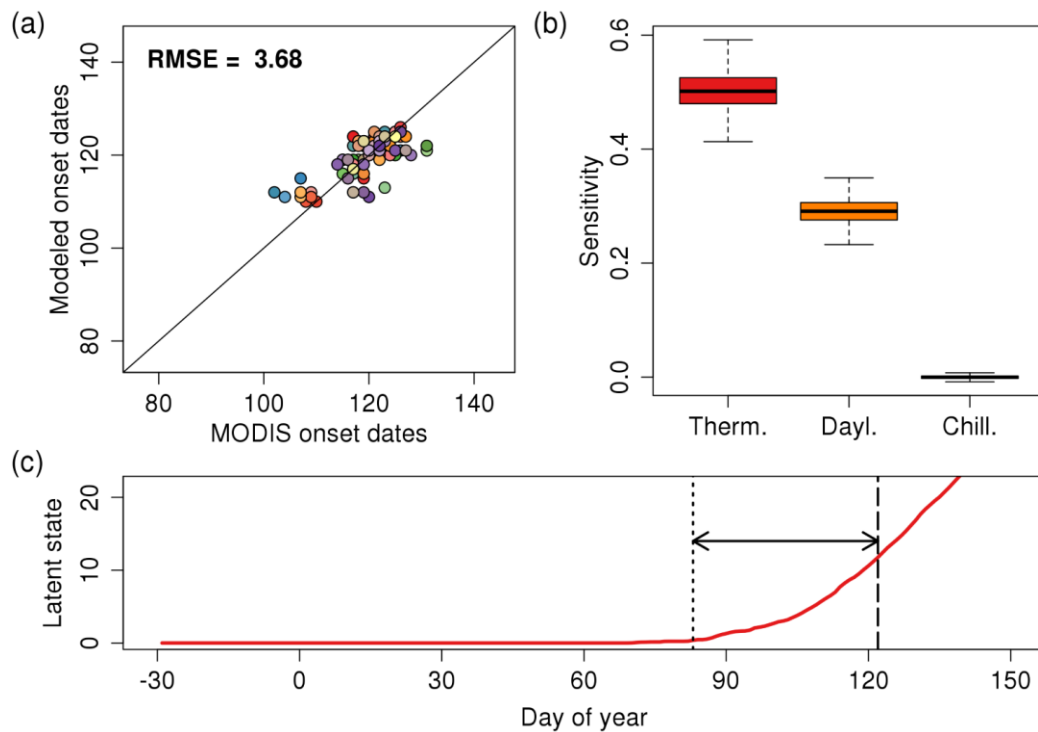 (a)
RMSE = 3.68
140
120
100
80
Modeled onset dates
80 100 120 140
MODIS onset dates
(b)
0.6
0.4
0.2
0.0
Sensitivity
Therm. Dayl. Chill.
(c)
20
10
0
Latent state
-30 0 30 60 90 120 150
Day of year